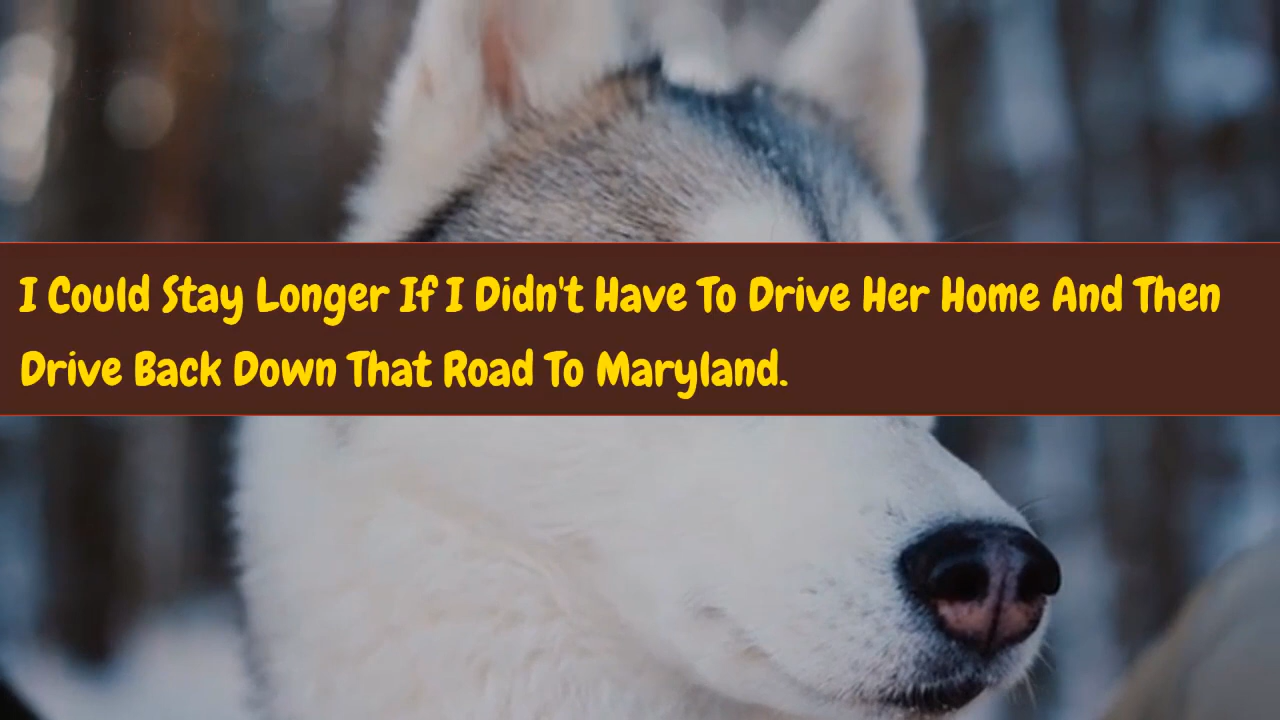 I Could Stay Longer If I Didn't Have To Drive Her Home And Then
Drive Back Down That Road To Maryland.